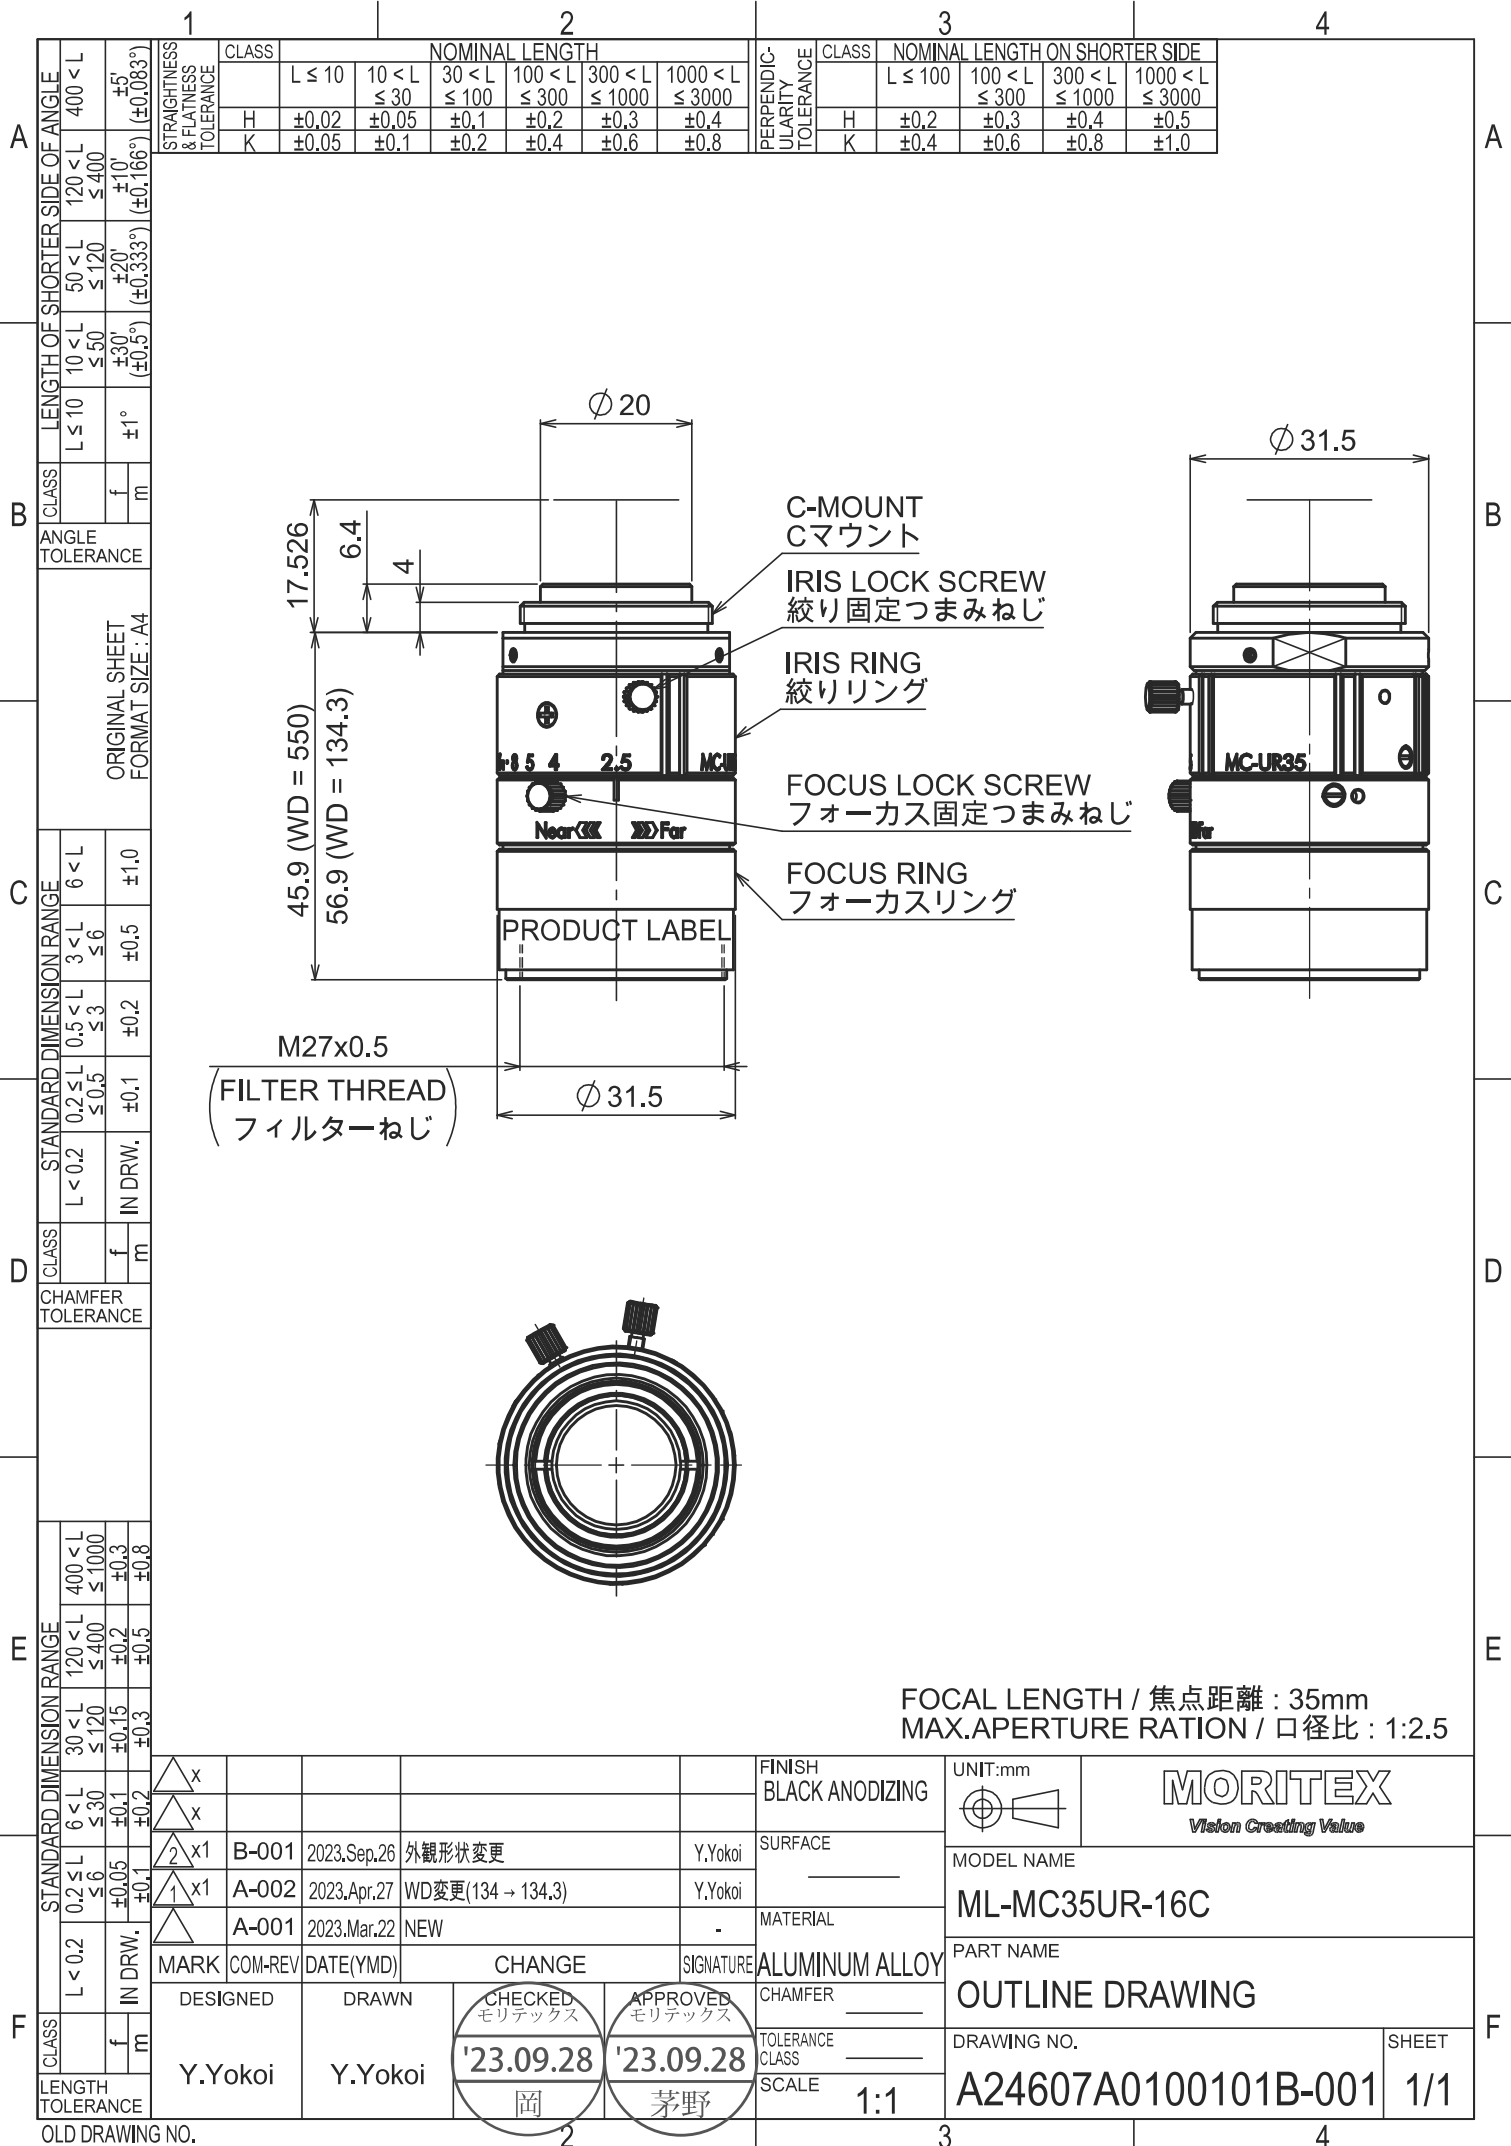 1 2 3 4
A
B
C
D
E
F
A
B
C
D
E
F
STRAIGHTNESS & FLATNESS TOLERANCE
CLASS NOMINAL LENGTH
L ≤ 10 10 < L ≤ 30 30 < L ≤ 100 100 < L ≤ 300 300 < L ≤ 1000 1000 < L ≤ 3000
H ±0.02 ±0.05 ±0.1 ±0.2 ±0.3 ±0.4
K ±0.05 ±0.1 ±0.2 ±0.4 ±0.6 ±0.8
PERPENDIC-ULARITY TOLERANCE
CLASS NOMINAL LENGTH ON SHORTER SIDE
L ≤ 100 100 < L ≤ 300 300 < L ≤ 1000 1000 < L ≤ 3000
H ±0.2 ±0.3 ±0.4 ±0.5
K ±0.4 ±0.6 ±0.8 ±1.0
ANGLE TOLERANCE
CLASS LENGTH OF SHORTER SIDE OF ANGLE
L ≤ 10 10 < L ≤ 50 50 < L ≤ 120 120 < L ≤ 400 400 < L
f m ±1° ±30' (±0.5°) ±20' (±0.333°) ±10' (±0.166°) ±5' (±0.083°)
ORIGINAL SHEET
FORMAT SIZE : A4
CHAMFER TOLERANCE
CLASS STANDARD DIMENSION RANGE
L < 0.2 0.2 ≤ L ≤ 0.5 0.5 < L ≤ 3 3 < L ≤ 6 6 < L
f m IN DRW. ±0.1 ±0.2 ±0.5 ±1.0
LENGTH TOLERANCE
CLASS STANDARD DIMENSION RANGE
L < 0.2 0.2 ≤ L ≤ 6 6 < L ≤ 30 30 < L ≤ 120 120 < L ≤ 400 400 < L ≤ 1000
f IN DRW. ±0.05 ±0.1 ±0.15 ±0.2 ±0.3
m ±0.1 ±0.2 ±0.3 ±0.5 ±0.8
∅ 20
∅ 31.5
17.526
6.4
4
45.9 (WD = 550)
56.9 (WD = 134.3)
C-MOUNT
Cマウント
IRIS LOCK SCREW
絞り固定つまみねじ
IRIS RING
絞りリング
FOCUS LOCK SCREW
フォーカス固定つまみねじ
FOCUS RING
フォーカスリング
8 5 4 2.5
Near Far
MC-UR35
PRODUCT LABEL
M27x0.5
(FILTER THREAD
フィルターねじ)
∅ 31.5
FOCAL LENGTH / 焦点距離 : 35mm
MAX.APERTURE RATION / 口径比 : 1:2.5
x
x
2 x1 B-001 2023.Sep.26 外観形状変更 Y.Yokoi
1 x1 A-002 2023.Apr.27 WD変更(134 → 134.3) Y.Yokoi
A-001 2023.Mar.22 NEW -
MARK COM-REV DATE(YMD) CHANGE SIGNATURE
DESIGNED DRAWN CHECKED APPROVED
Y.Yokoi Y.Yokoi
モリテックス
'23.09.28
岡
モリテックス
'23.09.28
茅野
FINISH
BLACK ANODIZING
SURFACE
MATERIAL
ALUMINUM ALLOY
CHAMFER
TOLERANCE CLASS
SCALE
1:1
UNIT:mm
MORITEX
Vision Creating Value
MODEL NAME
ML-MC35UR-16C
PART NAME
OUTLINE DRAWING
DRAWING NO.
A24607A0100101B-001
SHEET
1/1
OLD DRAWING NO.
2 3 4